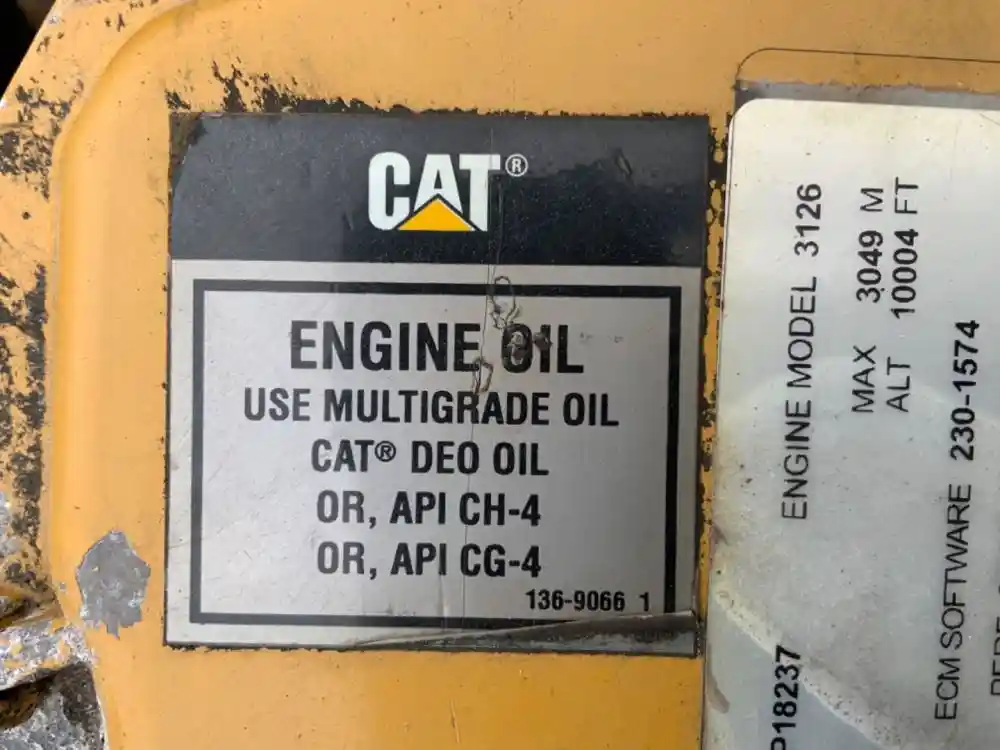 CAT®
ENGINE OIL
USE MULTIGRADE OIL
CAT® DEO OIL
OR, API CH-4
OR, API CG-4
136-9066 1
ENGINE MODEL 3126
MAX 3049 M
ALT 10004 FT
ECM SOFTWARE 230-1574
P18237